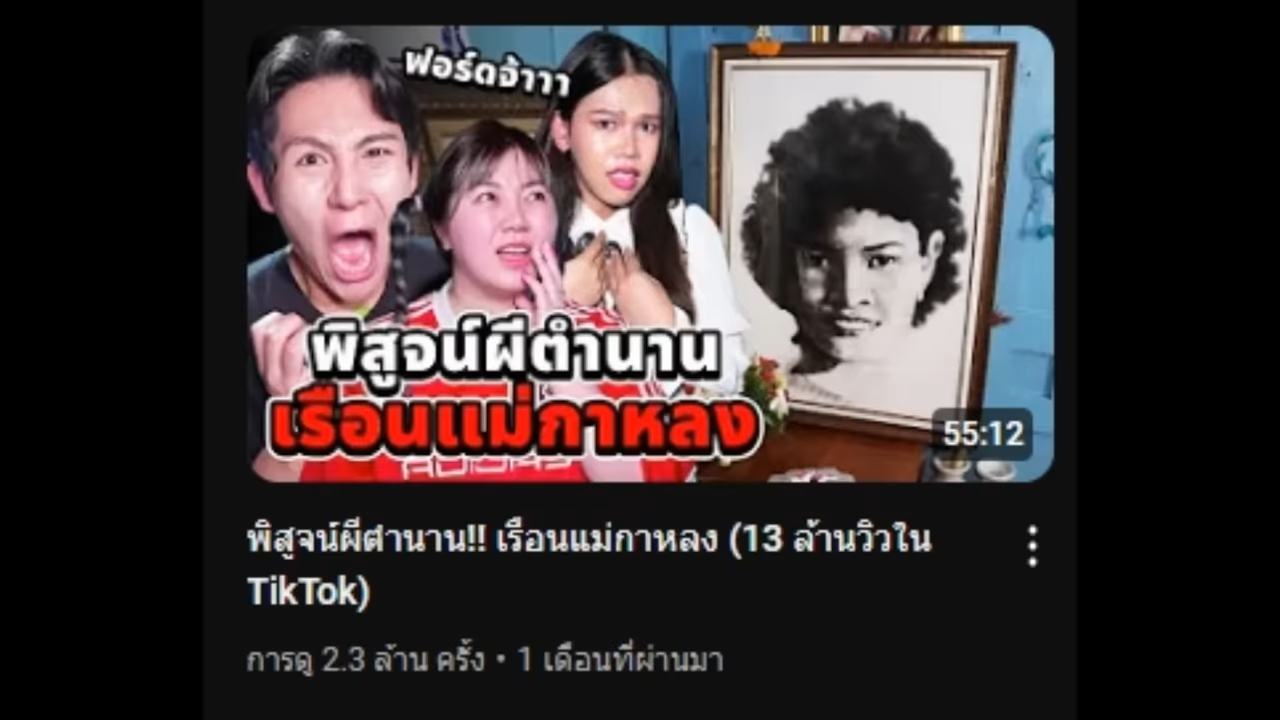 ฟอร์ดจ้าวา
พิสูจน์ผีตำนาน
เรือนแม่กาหลง
55:12
พิสูจน์ผีตำนาน!! เรือนแม่กาหลง (13 ล้านวิวใน
TikTok)
การดู 2.3 ล้าน ครั้ง • 1 เดือนที่ผ่านมา